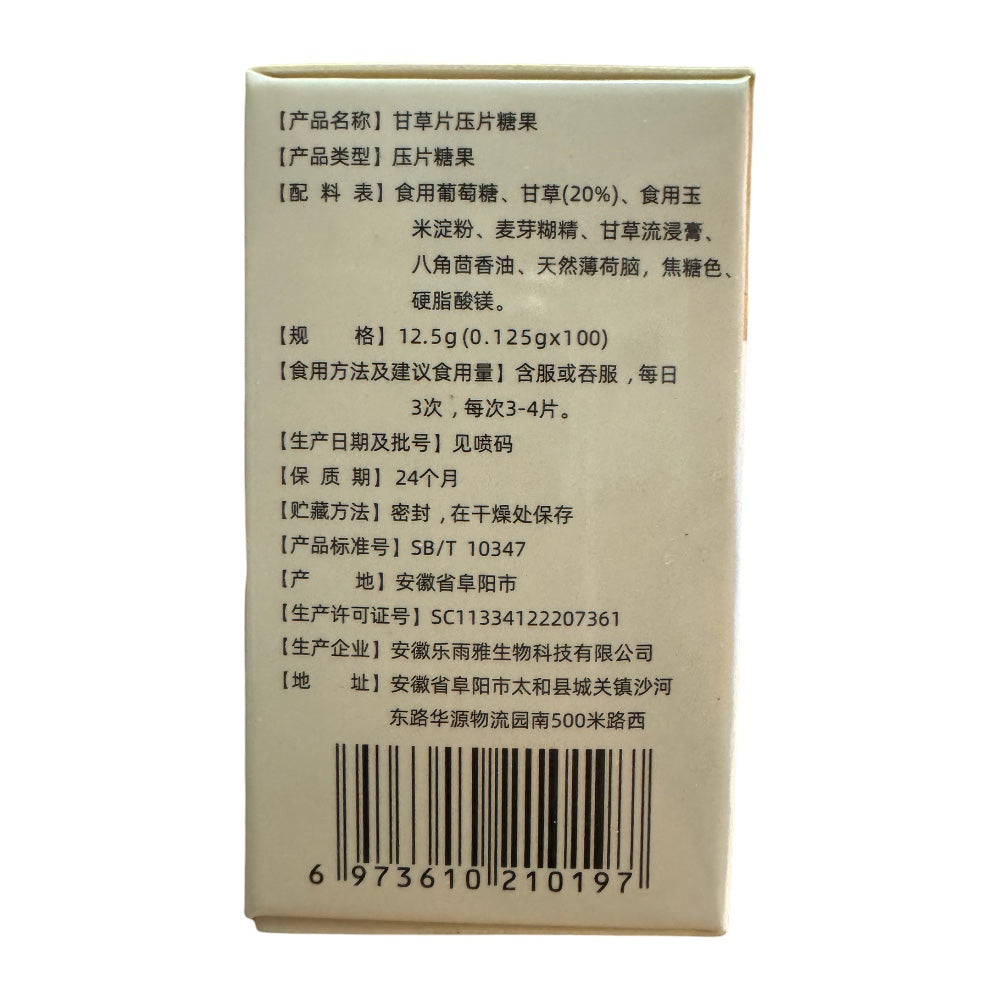 【产品名称】甘草片压片糖果
【产品类型】压片糖果
【配 料 表】食用葡萄糖、甘草(20%)、食用玉
米淀粉、麦芽糊精、甘草流浸膏、
八角茴香油、天然薄荷脑，焦糖色、
硬脂酸镁。
【规 格】12.5g(0.125gx100)
【食用方法及建议食用量】含服或吞服，每日
3次，每次3-4片。
【生产日期及批号】见喷码
【保 质 期】24个月
【贮藏方法】密封，在干燥处保存
【产品标准号】SB/T 10347
【产 地】安徽省阜阳市
【生产许可证号】SC11334122207361
【生产企业】安徽乐雨雅生物科技有限公司
【地 址】安徽省阜阳市太和县城关镇沙河
东路华源物流园南500米路西
6 973610 210197